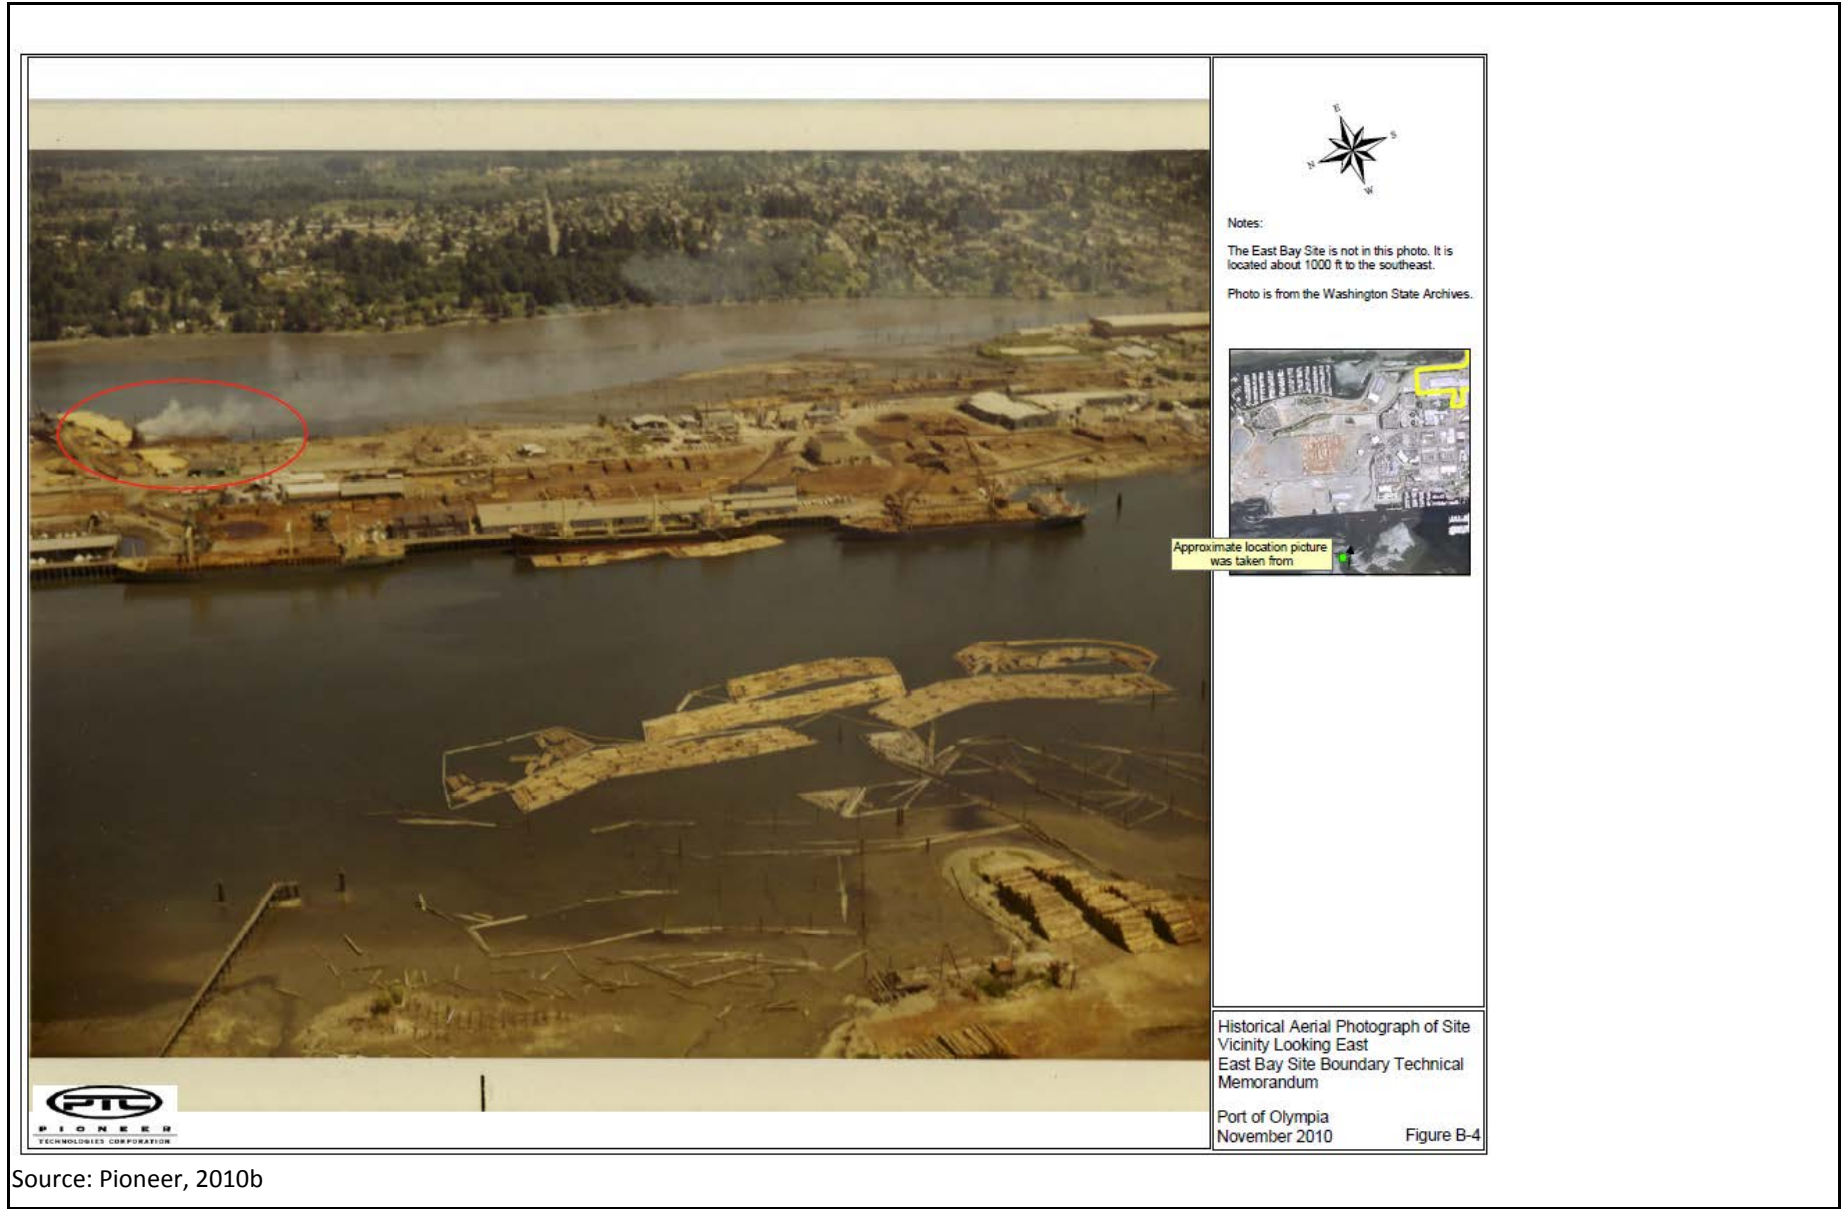 E
S
N
W
Notes:
The East Bay Site is not in this photo. It is
located about 1000 ft to the southeast.
Photo is from the Washington State Archives.
Approximate location picture
was taken from
Historical Aerial Photograph of Site
Vicinity Looking East
East Bay Site Boundary Technical
Memorandum
Port of Olympia
November 2010
Figure B-4
PTC
PIONEER
TECHNOLOGIES CORPORATION
Source: Pioneer, 2010b